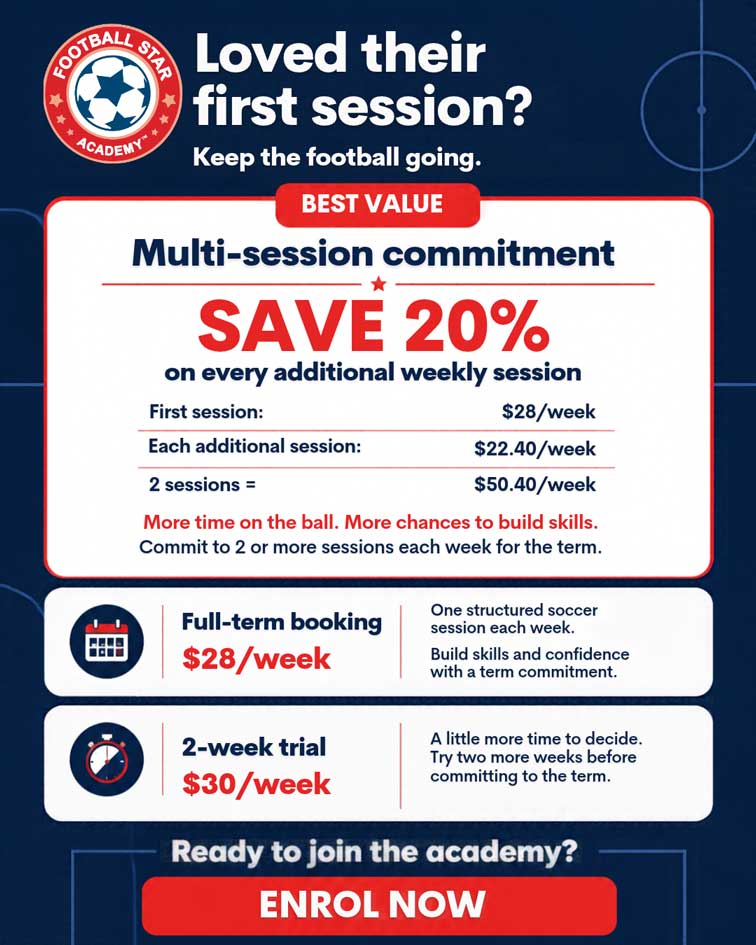 FOOTBALL STAR
ACADEMY™
Loved their
first session?
Keep the football going.
BEST VALUE
Multi-session commitment
SAVE 20%
on every additional weekly session
First session: $28/week
Each additional session: $22.40/week
2 sessions = $50.40/week
More time on the ball. More chances to build skills.
Commit to 2 or more sessions each week for the term.
Full-term booking
$28/week
One structured soccer
session each week.
Build skills and confidence
with a term commitment.
2-week trial
$30/week
A little more time to decide.
Try two more weeks before
committing to the term.
Ready to join the academy?
ENROL NOW